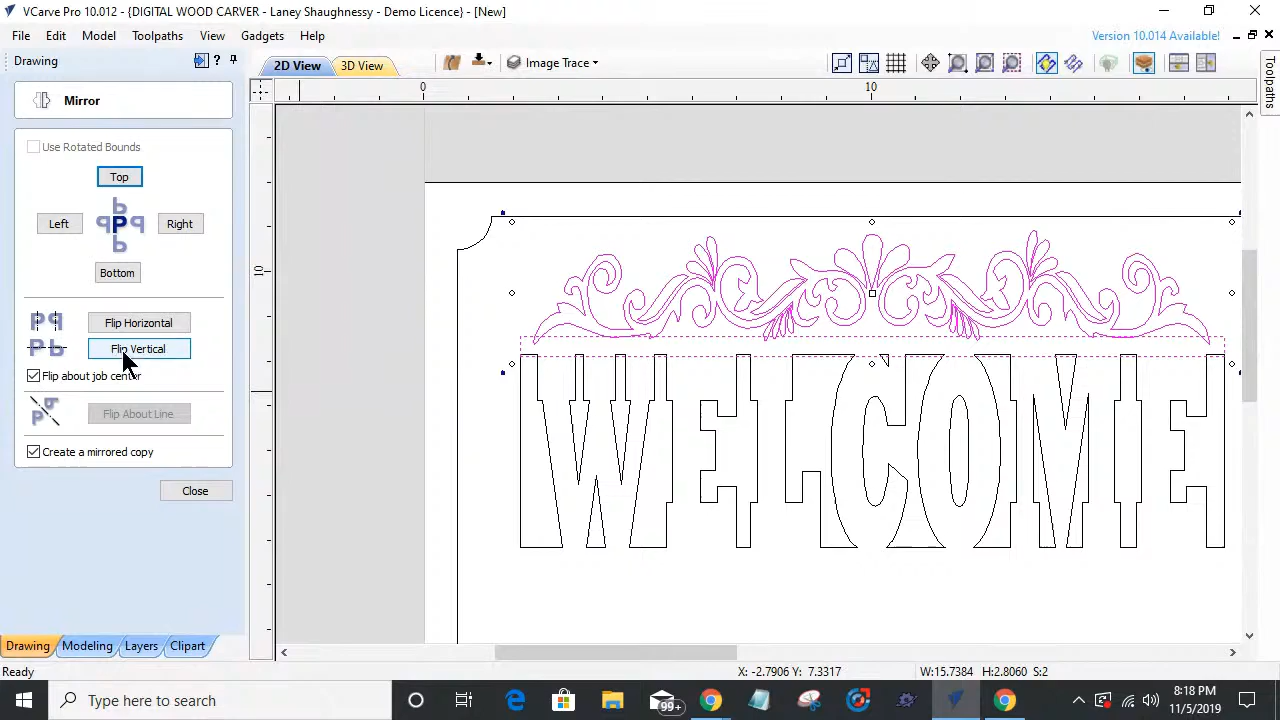 VCarve Pro 10.012 - {DIGITAL WOOD CARVER - Laney Shaughnessy - Demo Licence} - [New]
File Edit Model Toolpaths View Gadgets Help
Version 10.014 Available!
Drawing
2D View 3D View
Image Trace
Toolpaths
Mirror
0 10
10
Use Rotated Bounds
Top
Left
Right
Bottom
Flip Horizontal
Flip Vertical
Flip about job center
Flip About Line
Create a mirrored copy
Close
WELCOME
Drawing Modeling Layers Clipart
Ready
X: -2.7906 Y: 7.3317
W:15.7384 H:2.8060 S:2
Type here to search
99+
8:18 PM
11/5/2019